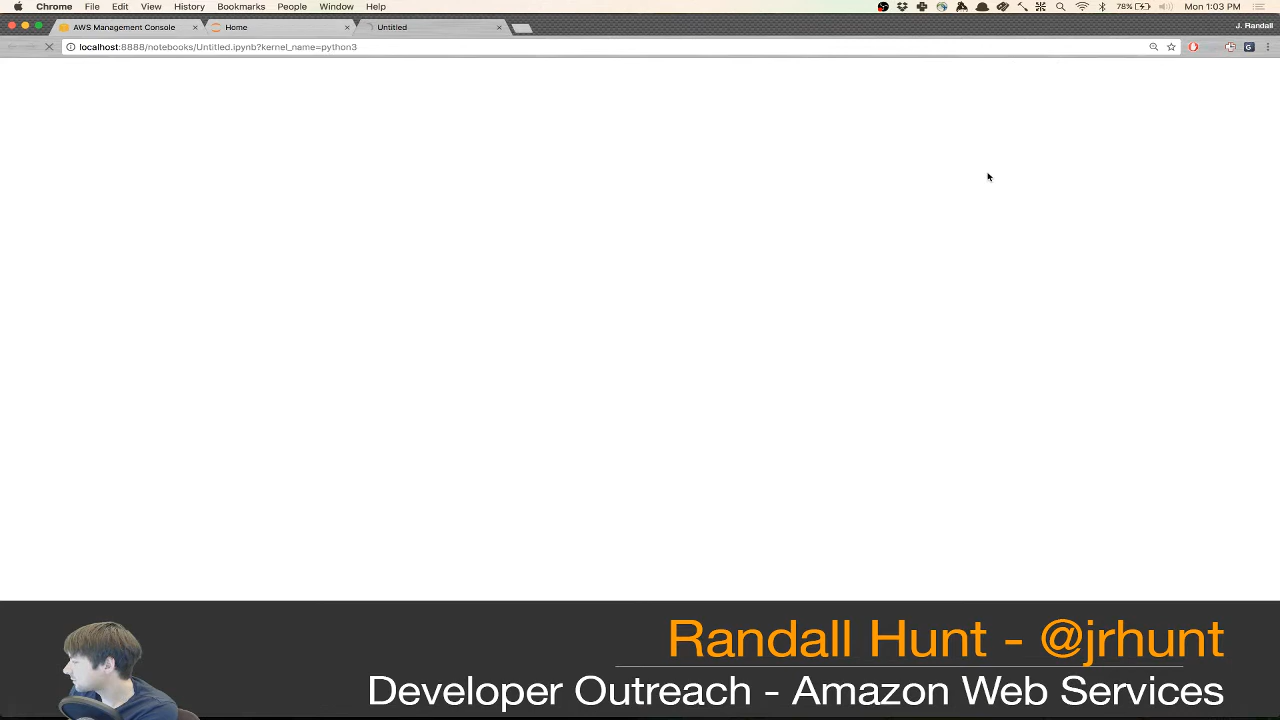 Chrome File Edit View History Bookmarks People Window Help 78% Mon 1:03 PM
AWS Management Console Home Untitled J. Randall
localhost:8888/notebooks/Untitled.ipynb?kernel_name=python3
Randall Hunt - @jrhunt
Developer Outreach - Amazon Web Services